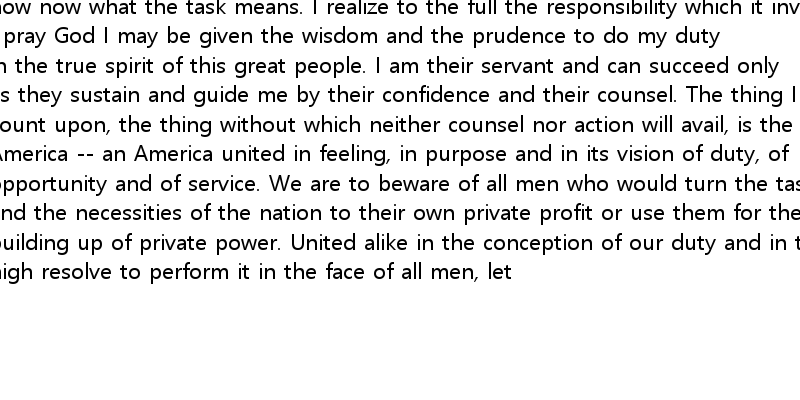 now now what the task means. I realize to the full the responsibility which it inv
pray God I may be given the wisdom and the prudence to do my duty
n the true spirit of this great people. I am their servant and can succeed only
s they sustain and guide me by their confidence and their counsel. The thing I
ount upon, the thing without which neither counsel nor action will avail, is the
America -- an America united in feeling, in purpose and in its vision of duty, of
opportunity and of service. We are to beware of all men who would turn the tas
nd the necessities of the nation to their own private profit or use them for the
building up of private power. United alike in the conception of our duty and in t
high resolve to perform it in the face of all men, let